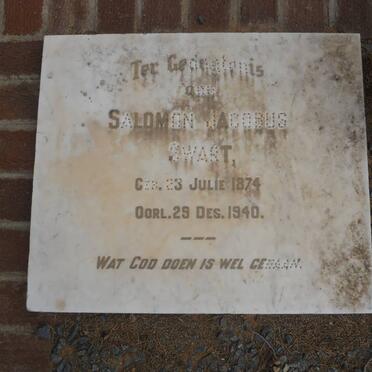 Ter Gedagtenis
aan
Salomon Jacobus
Swart,
Geb. 23 Julie 1874
Oorl. 29 Des. 1940.
Wat God doen is wel gedaan.